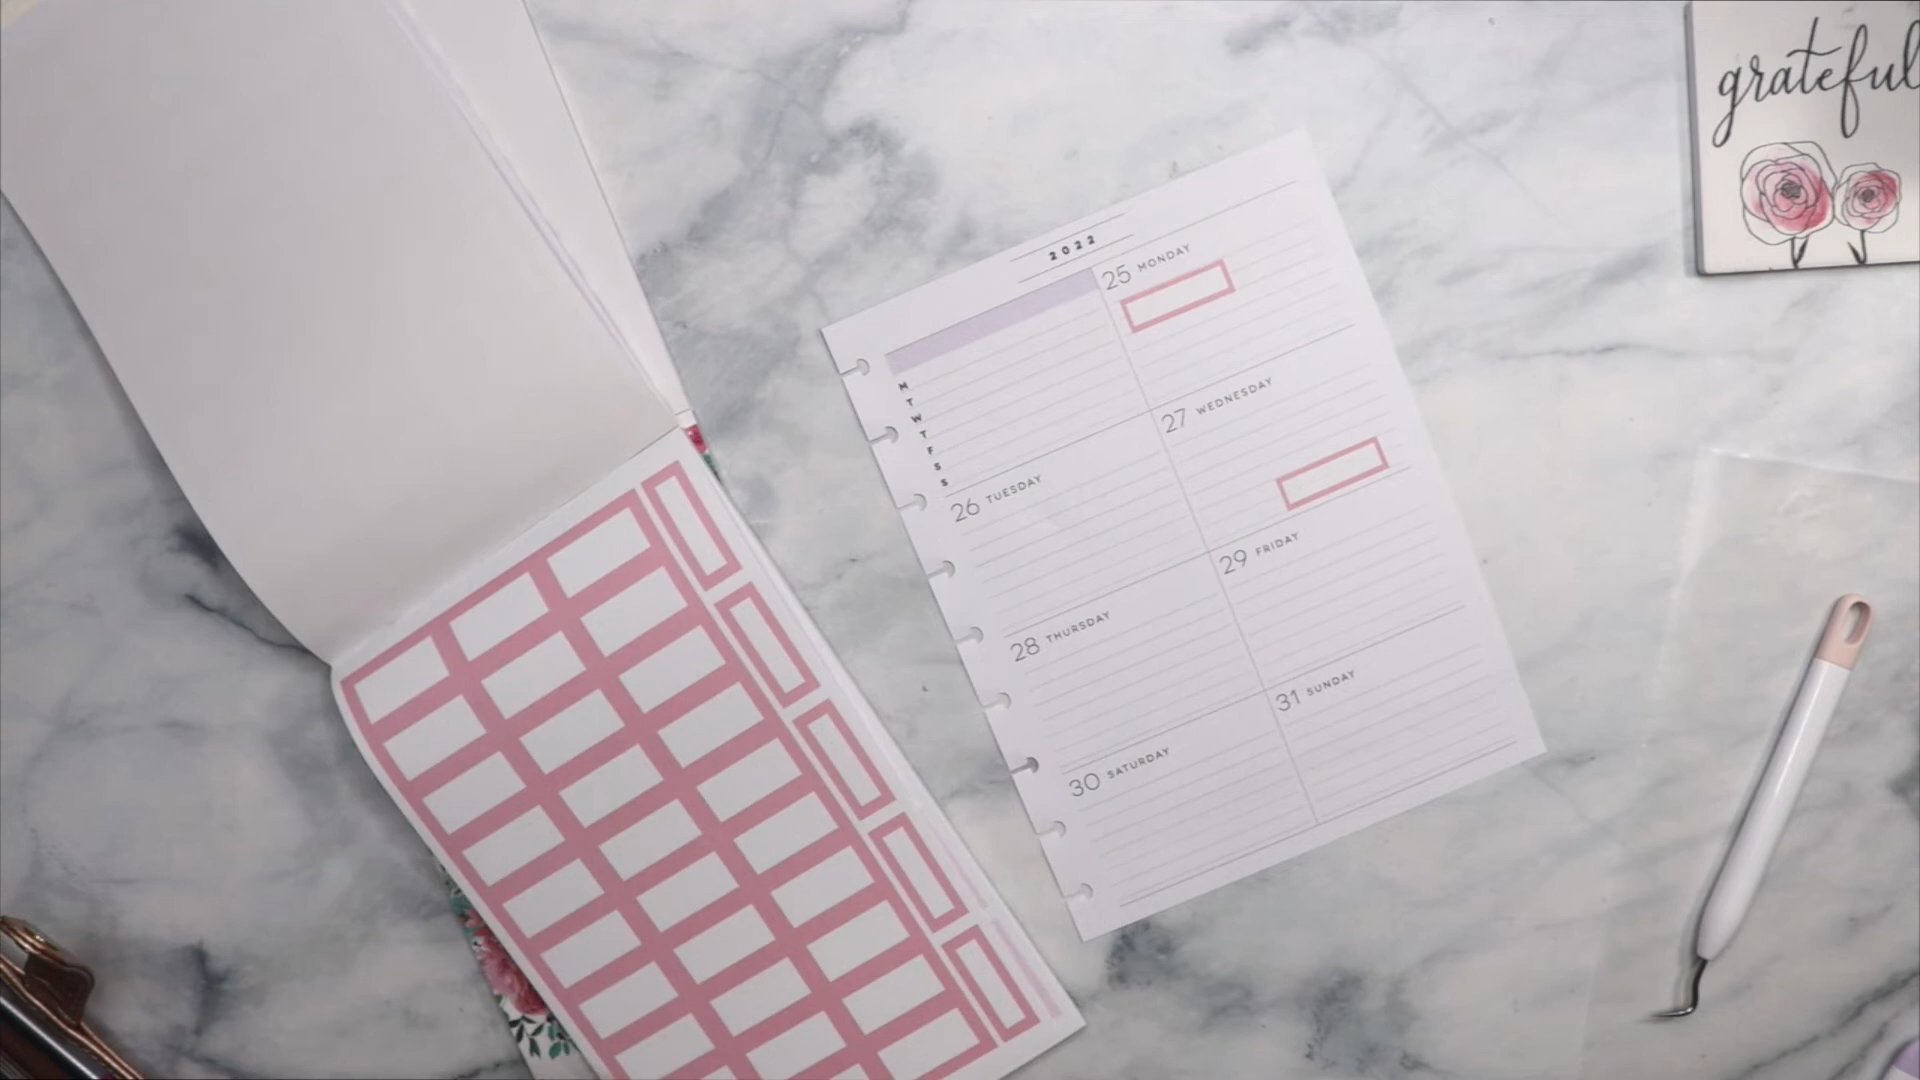 grateful
2022
25 MONDAY
M
T
W
T
F
S
S
27 WEDNESDAY
26 TUESDAY
29 FRIDAY
28 THURSDAY
31 SUNDAY
30 SATURDAY